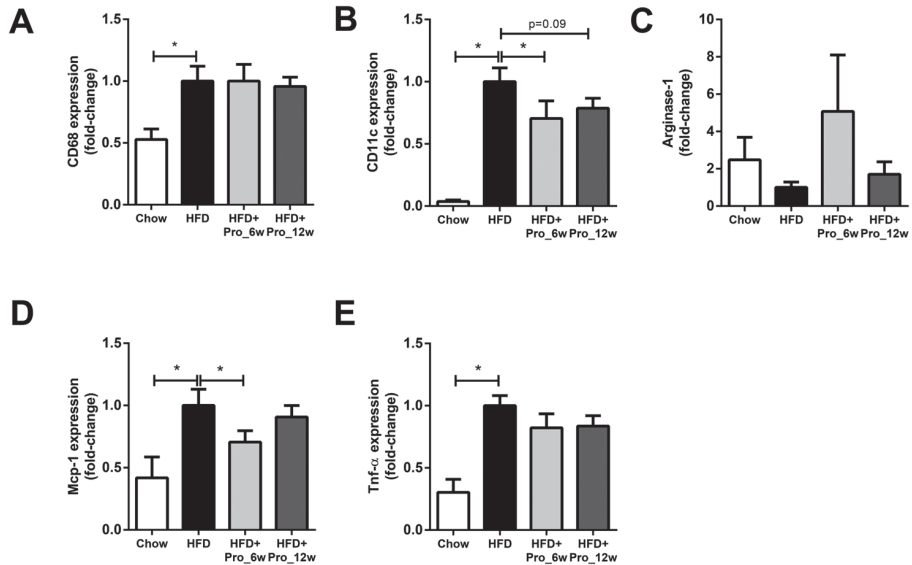 A
CD68 expression
(fold-change)
1.5
1.0
0.5
0.0
*
Chow
HFD
HFD+
Pro_6w
HFD+
Pro_12w
B
CD11c expression
(fold-change)
1.5
1.0
0.5
0.0
p=0.09
*
*
Chow
HFD
HFD+
Pro_6w
HFD+
Pro_12w
C
Arginase-1
(fold-change)
10
8
6
4
2
0
Chow
HFD
HFD+
Pro_6w
HFD+
Pro_12w
D
Mcp-1 expression
(fold-change)
1.5
1.0
0.5
0.0
*
*
Chow
HFD
HFD+
Pro_6w
HFD+
Pro_12w
E
Tnf-α expression
(fold-change)
1.5
1.0
0.5
0.0
*
Chow
HFD
HFD+
Pro_6w
HFD+
Pro_12w